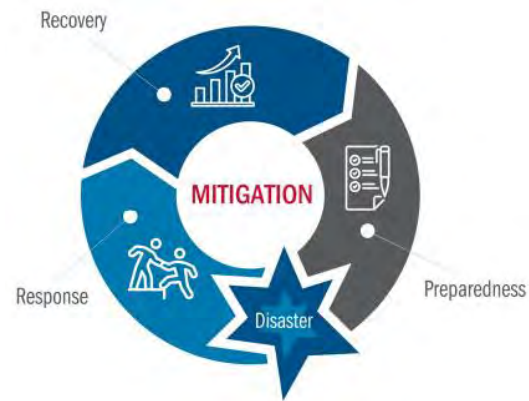 Recovery
MITIGATION
Response
Disaster
Preparedness